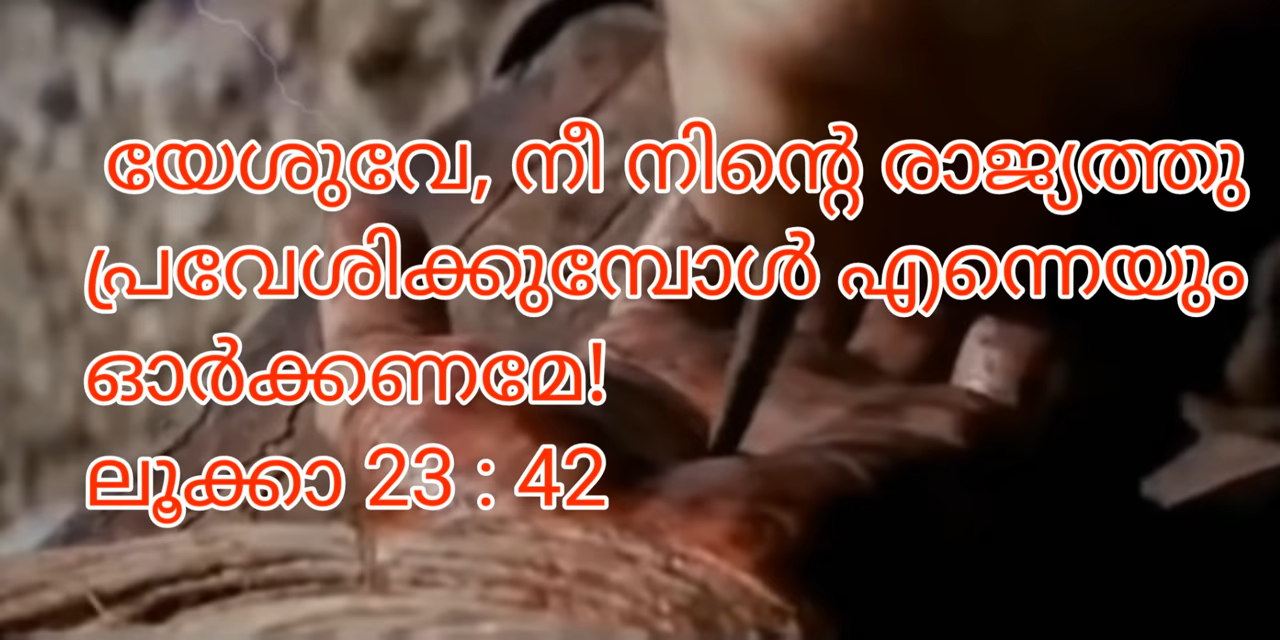 യേശുവേ, നീ നിന്റെ രാജ്യത്തു
പ്രവേശിക്കുമ്പോൾ എന്നെയും
ഓർക്കണമേ!
ലൂക്കാ 23 : 42